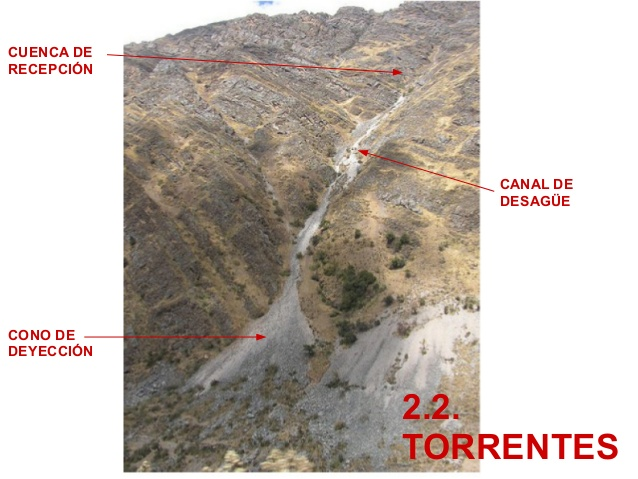 CUENCA DE
RECEPCIÓN
CANAL DE
DESAGÜE
CONO DE
DEYECCIÓN
2.2.
TORRENTES